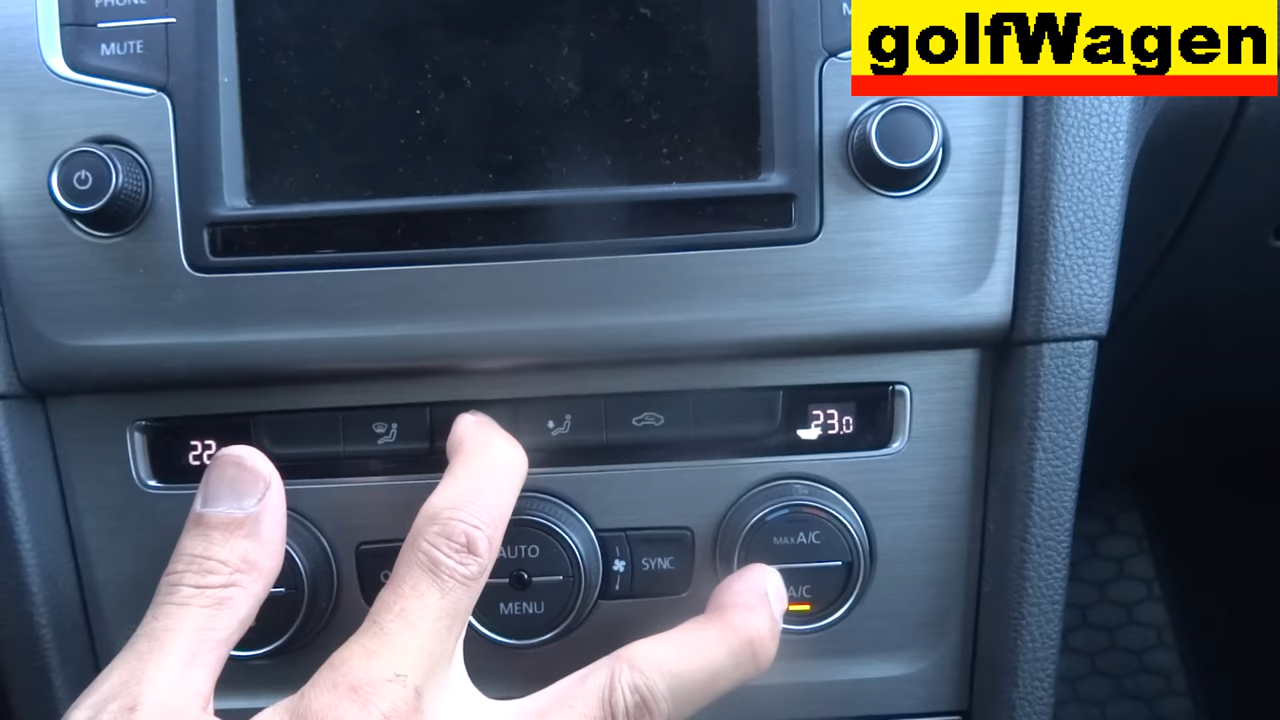 PHONE
MUTE
golfWagen
22
23.0
AUTO
MENU
SYNC
MAX A/C
A/C